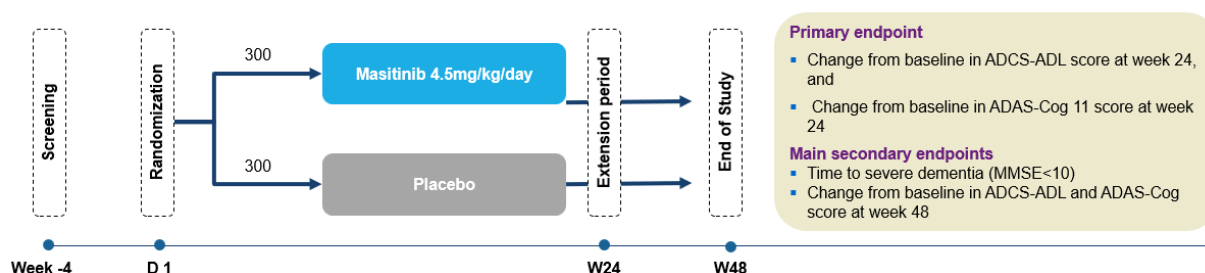 Screening
Randomization
300
Masitinib 4.5mg/kg/day
300
Placebo
Extension period
End of Study
Primary endpoint
▪ Change from baseline in ADCS-ADL score at week 24,
and
▪ Change from baseline in ADAS-Cog 11 score at week
24
Main secondary endpoints
▪ Time to severe dementia (MMSE<10)
▪ Change from baseline in ADCS-ADL and ADAS-Cog
score at week 48
Week -4
D 1
W24
W48